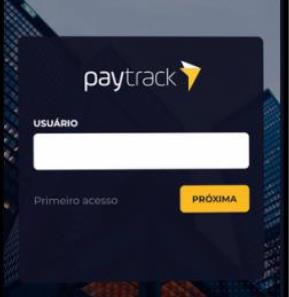 paytrack
USUÁRIO
Primeiro acesso
PRÓXIMA